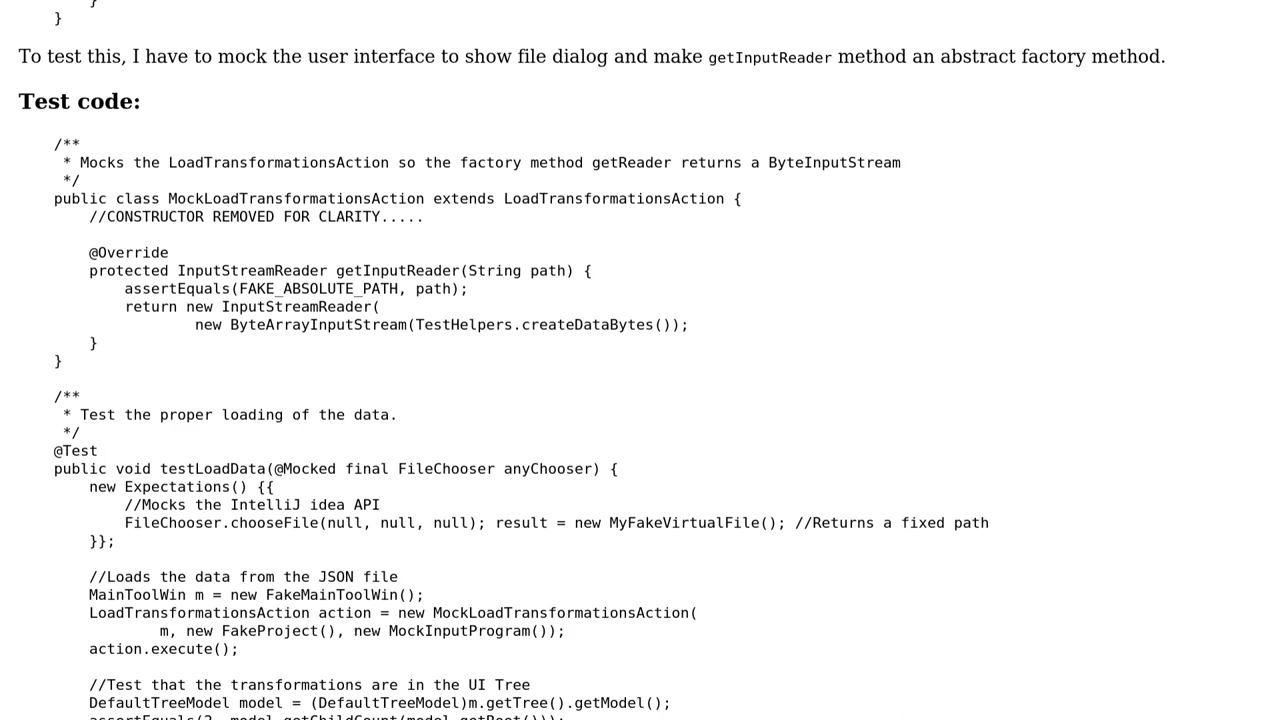 }
}
To test this, I have to mock the user interface to show file dialog and make getInputReader method an abstract factory method.
Test code:
/**
* Mocks the LoadTransformationsAction so the factory method getReader returns a ByteInputStream
*/
public class MockLoadTransformationsAction extends LoadTransformationsAction {
//CONSTRUCTOR REMOVED FOR CLARITY.....
@Override
protected InputStreamReader getInputReader(String path) {
assertEquals(FAKE_ABSOLUTE_PATH, path);
return new InputStreamReader(
new ByteArrayInputStream(TestHelpers.createDataBytes());
}
}
/**
* Test the proper loading of the data.
*/
@Test
public void testLoadData(@Mocked final FileChooser anyChooser) {
new Expectations() {{
//Mocks the IntelliJ idea API
FileChooser.chooseFile(null, null, null); result = new MyFakeVirtualFile(); //Returns a fixed path
}};
//Loads the data from the JSON file
MainToolWin m = new FakeMainToolWin();
LoadTransformationsAction action = new MockLoadTransformationsAction(
m, new FakeProject(), new MockInputProgram());
action.execute();
//Test that the transformations are in the UI Tree
DefaultTreeModel model = (DefaultTreeModel)m.getTree().getModel();